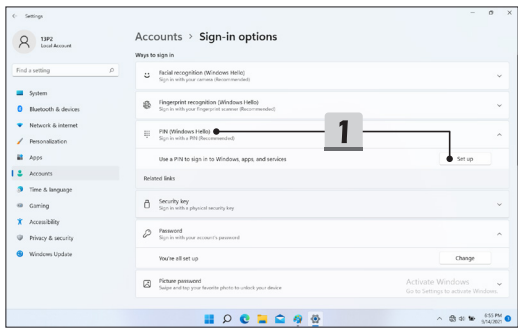 Settings
13P2
Local Account
Find a setting
System
Bluetooth & devices
Network & internet
Personalization
Apps
Accounts
Time & language
Gaming
Accessibility
Privacy & security
Windows Update
Accounts > Sign-in options
Ways to sign in
Facial recognition (Windows Hello)
Sign in with your camera (Recommended)
Fingerprint recognition (Windows Hello)
Sign in with your fingerprint scanner (Recommended)
PIN (Windows Hello)
Sign in with a PIN (Recommended)
1
Use a PIN to sign in to Windows, apps, and services
Set up
Related links
Security key
Sign in with a physical security key
Password
Sign in with your account's password
You're all set up
Change
Picture password
Swipe and tap your favorite photo to unlock your device
Activate Windows
Go to Settings to activate Windows.
6:55 PM
9/14/2021